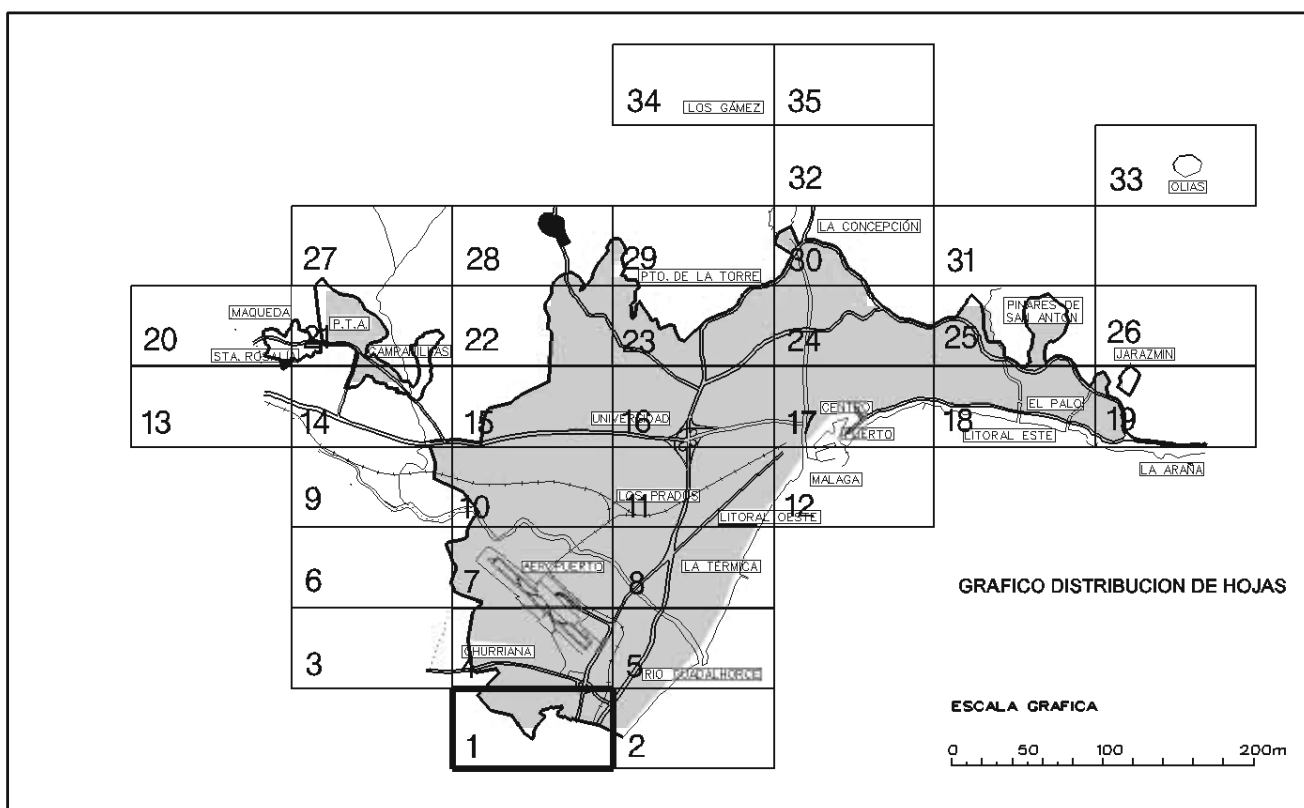 34 LOS GÁMEZ 35
32 33
OLIAS
LA CONCEPCIÓN
27 28 29 30 31
PTO. DE LA TORRE
MAQUEDA P.T.A. PINARES DE
SAN ANTON
20 21 22 23 24 25 26
STA. ROSALIA CAMPANILLAS JARAZMIN
CENTRO EL PALO
13 14 15 UNIVERSIDAD 16 17 PUERTO 18 LITORAL ESTE 19
MALAGA LA ARAÑA
9 10 LOS PRADOS 11 12
LITORAL OESTE
AEROPUERTO LA TÉRMICA
6 7 8
GRAFICO DISTRIBUCION DE HOJAS
CHURRIANA
3 5 RIO GUADALHORCE
1 2
ESCALA GRAFICA
0 50 100 200m